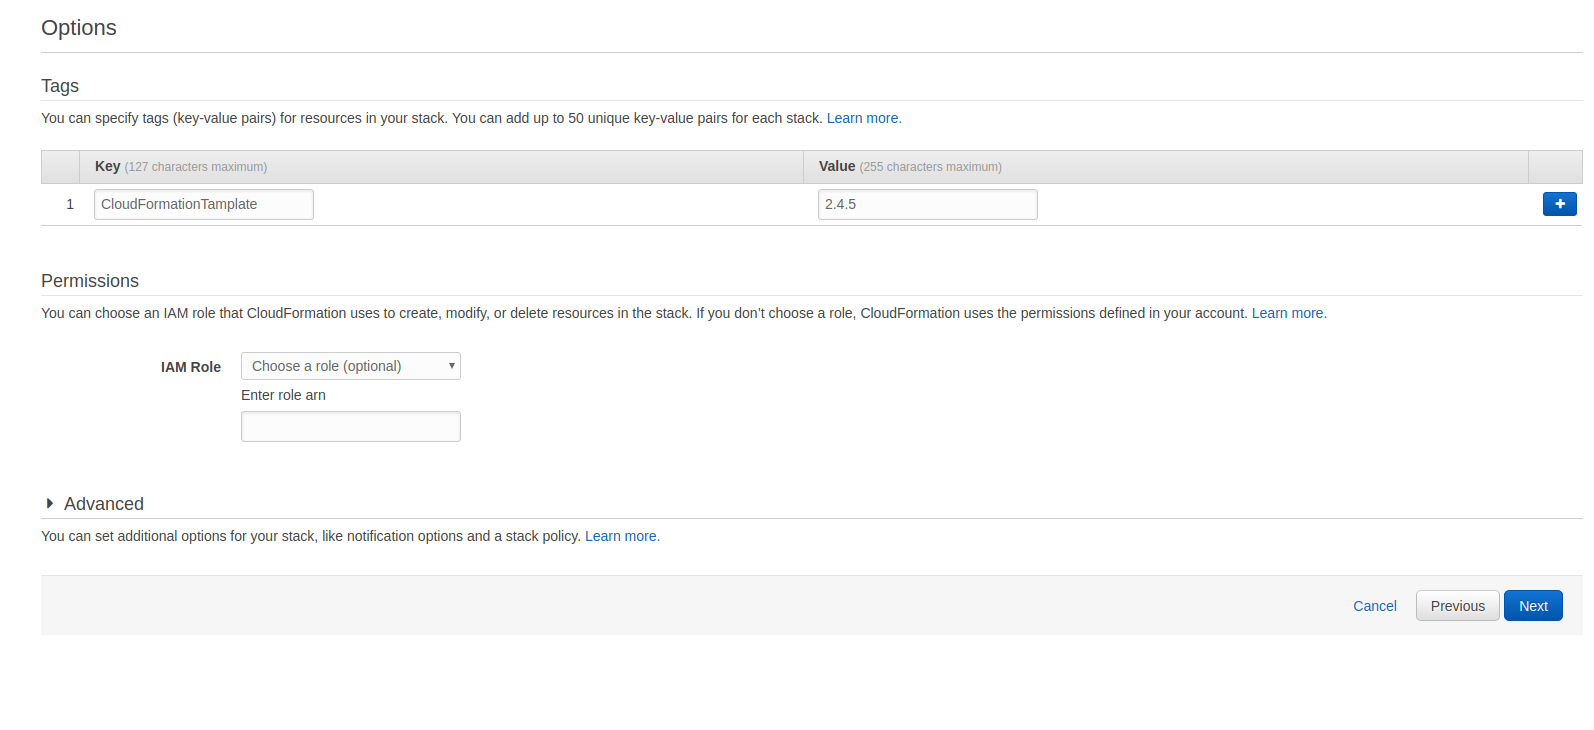 Options
Tags
You can specify tags (key-value pairs) for resources in your stack. You can add up to 50 unique key-value pairs for each stack. Learn more.
Key (127 characters maximum) Value (255 characters maximum)
1 CloudFormationTamplate 2.4.5
Permissions
You can choose an IAM role that CloudFormation uses to create, modify, or delete resources in the stack. If you don’t choose a role, CloudFormation uses the permissions defined in your account. Learn more.
IAM Role Choose a role (optional)
Enter role arn
Advanced
You can set additional options for your stack, like notification options and a stack policy. Learn more.
Cancel Previous Next